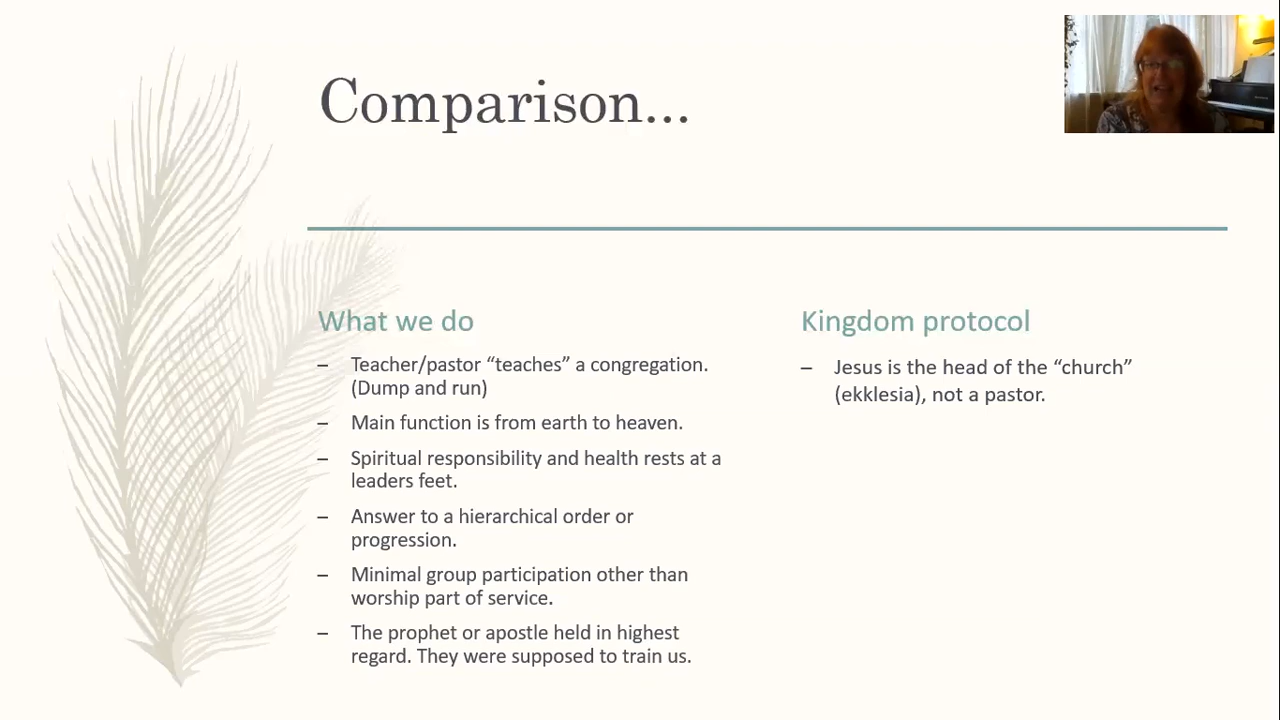 Comparison...
What we do
– Teacher/pastor “teaches” a congregation.
(Dump and run)
– Main function is from earth to heaven.
– Spiritual responsibility and health rests at a
leaders feet.
– Answer to a hierarchical order or
progression.
– Minimal group participation other than
worship part of service.
– The prophet or apostle held in highest
regard. They were supposed to train us.
Kingdom protocol
– Jesus is the head of the “church”
(ekklesia), not a pastor.